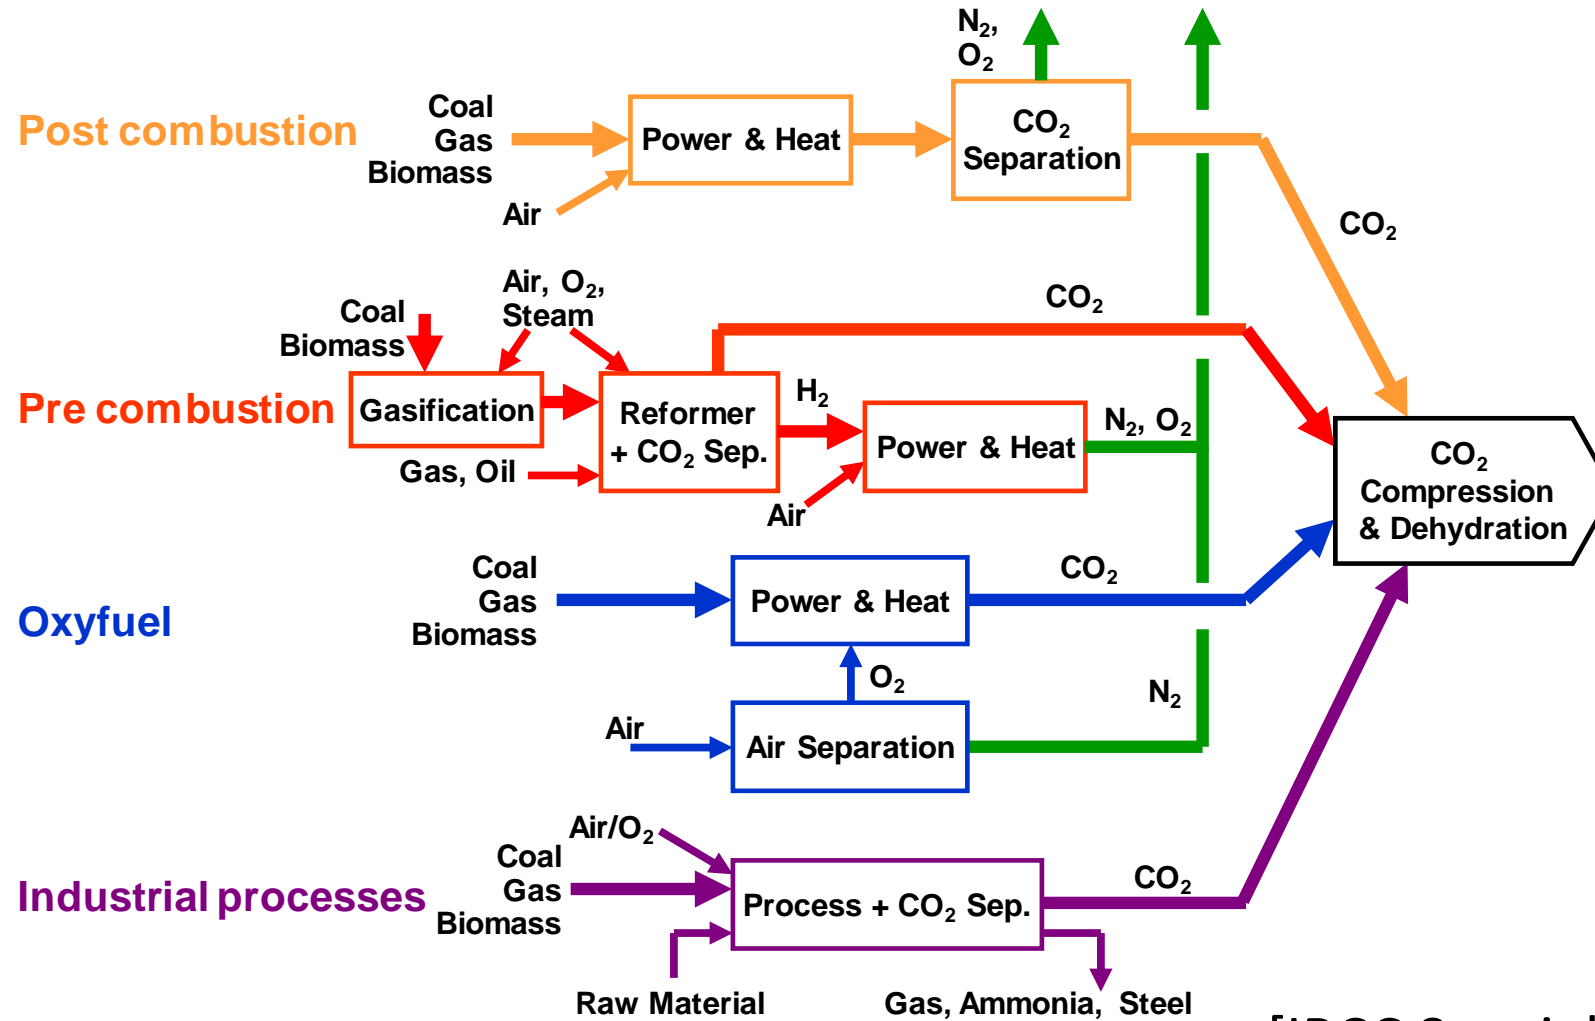 N₂,
O₂
Post combustion
Coal
Gas
Biomass
Air
Power & Heat
CO₂
Separation
CO₂
Pre combustion
Coal
Biomass
Air, O₂,
Steam
CO₂
Gasification
Gas, Oil
Reformer
+ CO₂ Sep.
H₂
Air
Power & Heat
N₂, O₂
CO₂
Compression
& Dehydration
Oxyfuel
Coal
Gas
Biomass
Power & Heat
CO₂
O₂
Air
Air Separation
N₂
Industrial processes
Air/O₂
Coal
Gas
Biomass
Process + CO₂ Sep.
CO₂
Raw Material
Gas, Ammonia, Steel